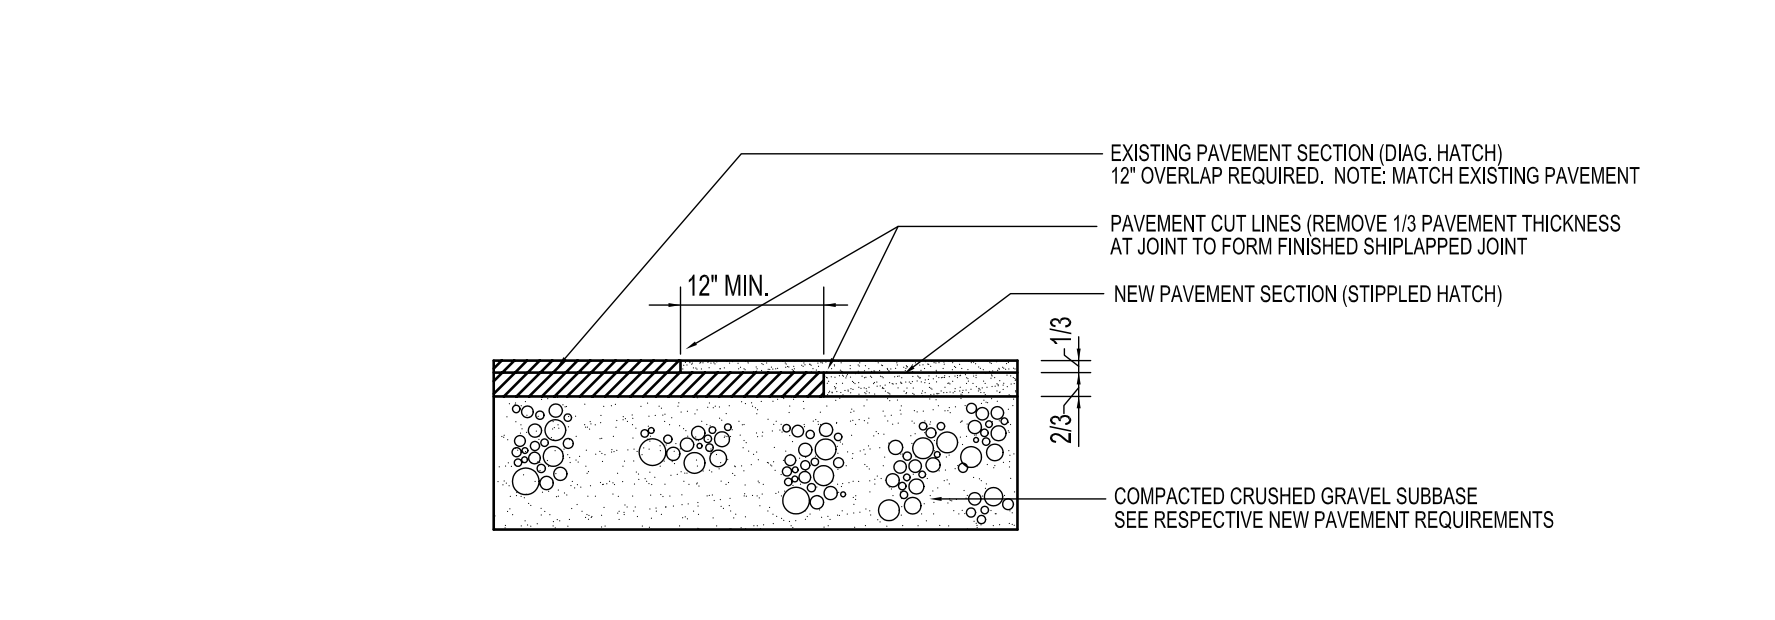 EXISTING PAVEMENT SECTION (DIAG. HATCH)
12" OVERLAP REQUIRED.  NOTE: MATCH EXISTING PAVEMENT
PAVEMENT CUT LINES (REMOVE 1/3 PAVEMENT THICKNESS
AT JOINT TO FORM FINISHED SHIPLAPPED JOINT
12" MIN.
NEW PAVEMENT SECTION (STIPPLED HATCH)
1/3
2/3
COMPACTED CRUSHED GRAVEL SUBBASE
SEE RESPECTIVE NEW PAVEMENT REQUIREMENTS